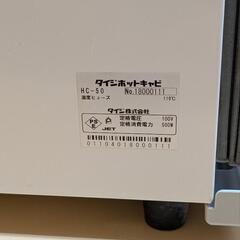 タイジホットキャビ
HC-50 No.18000111
温度ヒューズ 110℃
タイジ株式会社
PS E JET 定格電圧 100V
定格消費電力 500W
01104018000111